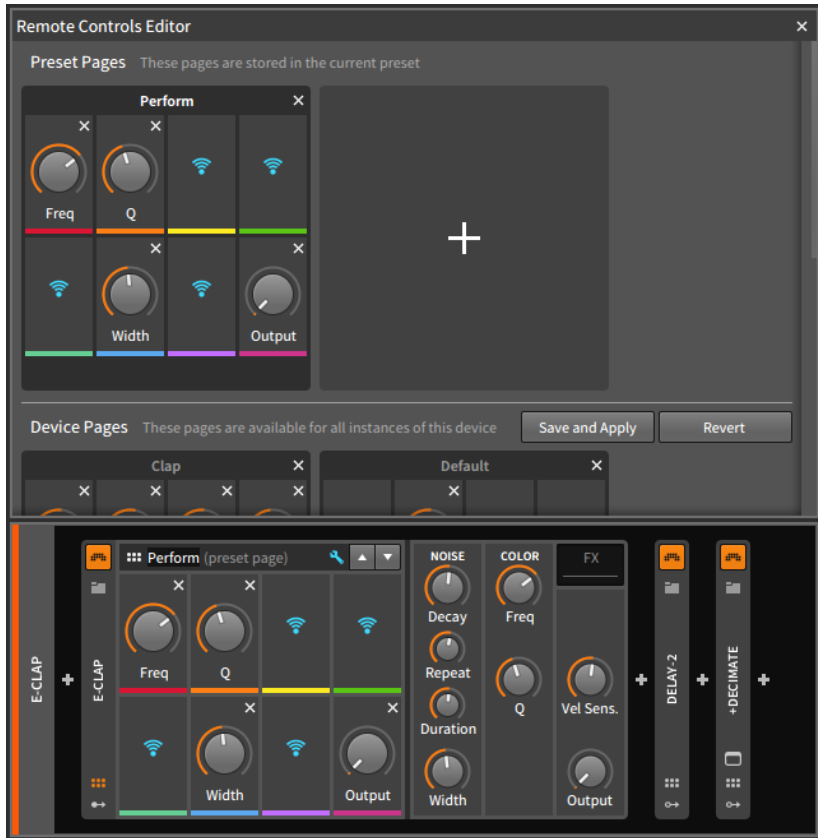 Remote Controls Editor
Preset Pages These pages are stored in the current preset
Perform
Freq Q
Width Output
Device Pages These pages are available for all instances of this device Save and Apply Revert
Clap Default
E-CLAP
E-CLAP
Perform (preset page)
Freq Q
Width Output
NOISE COLOR FX
Decay Freq
Repeat
Q Vel Sens.
Duration
Width Output
DELAY-2
+DECIMATE